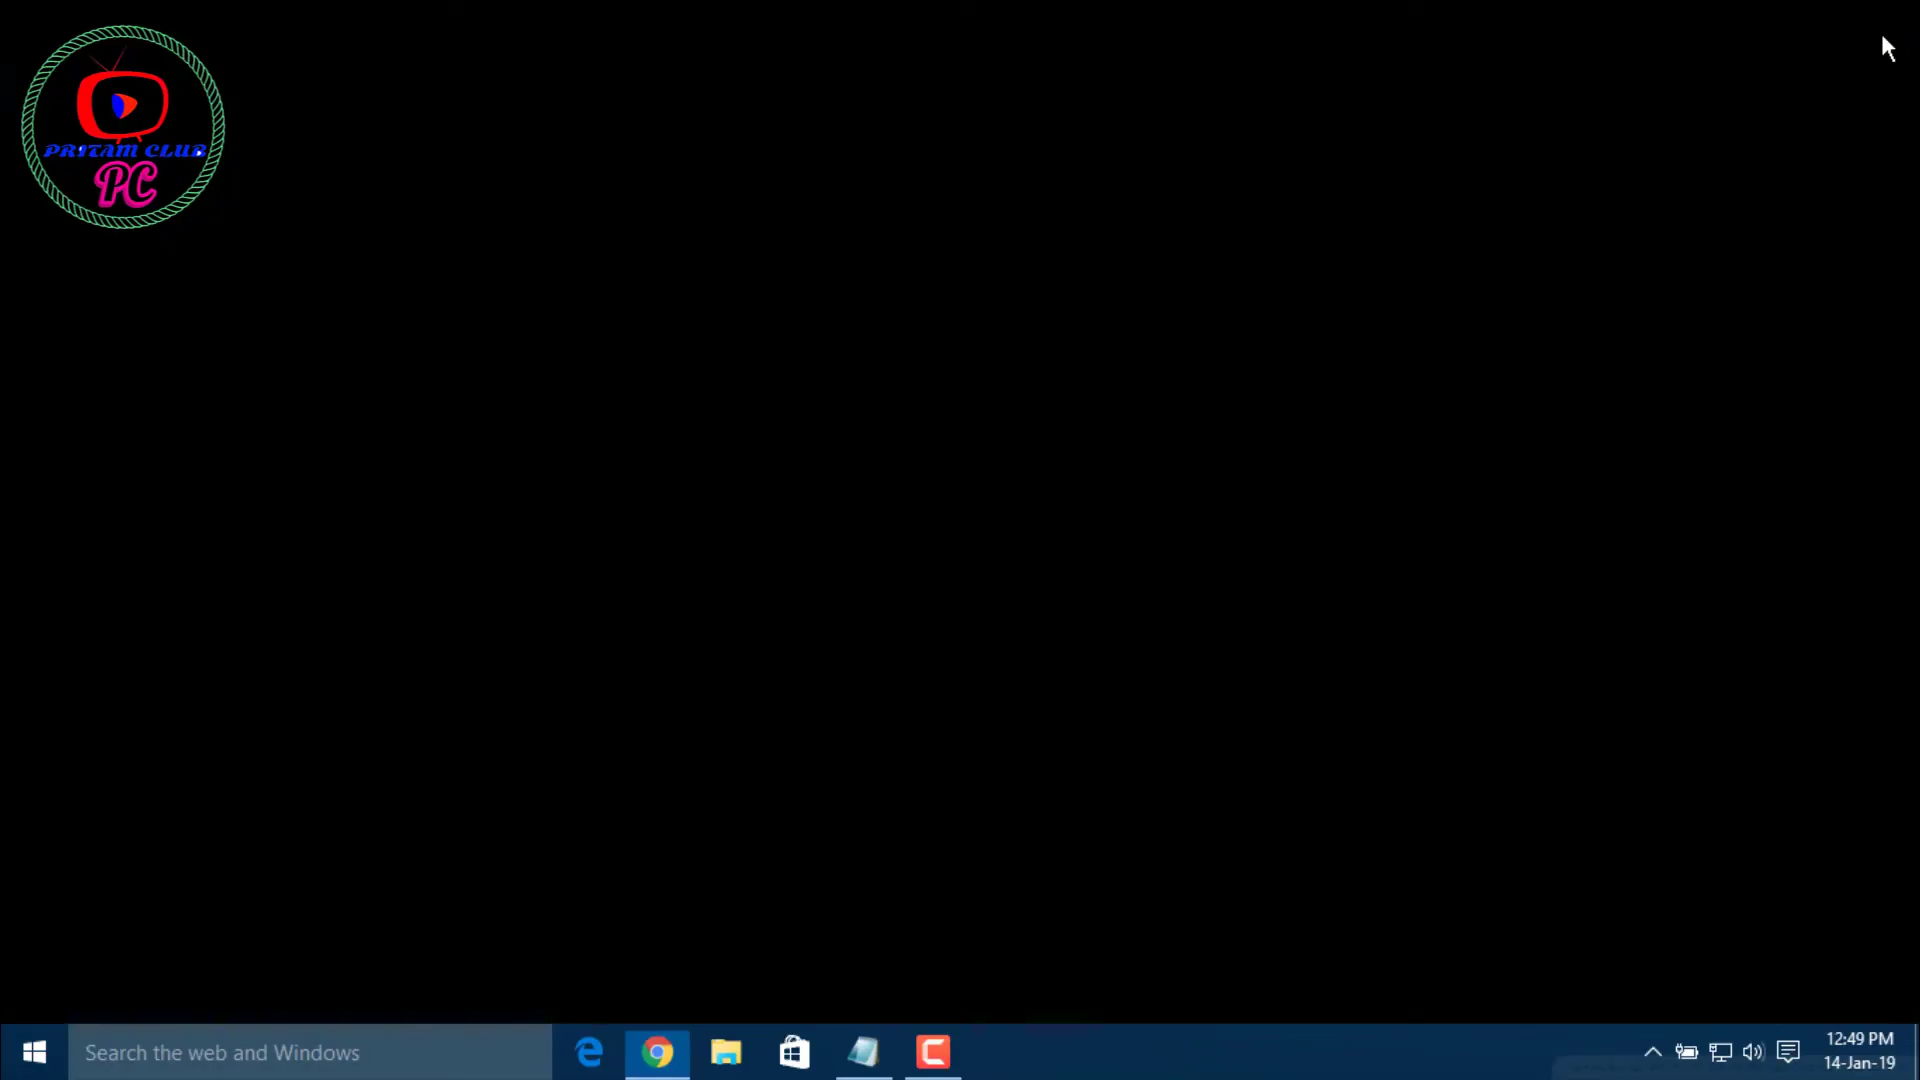 PRITAM CLUB
PC
Search the web and Windows
12:49 PM
14-Jan-19